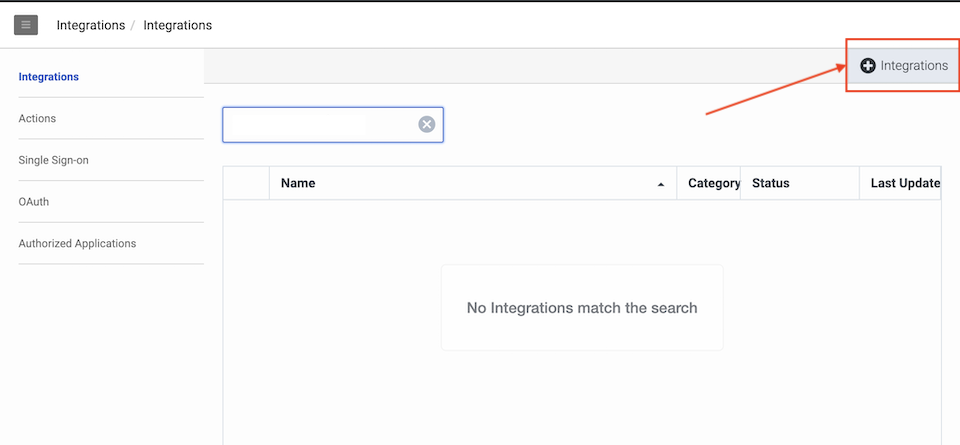 Integrations / Integrations
Integrations
Integrations
Actions
Single Sign-on
OAuth
Authorized Applications
Name Category Status Last Update
No Integrations match the search